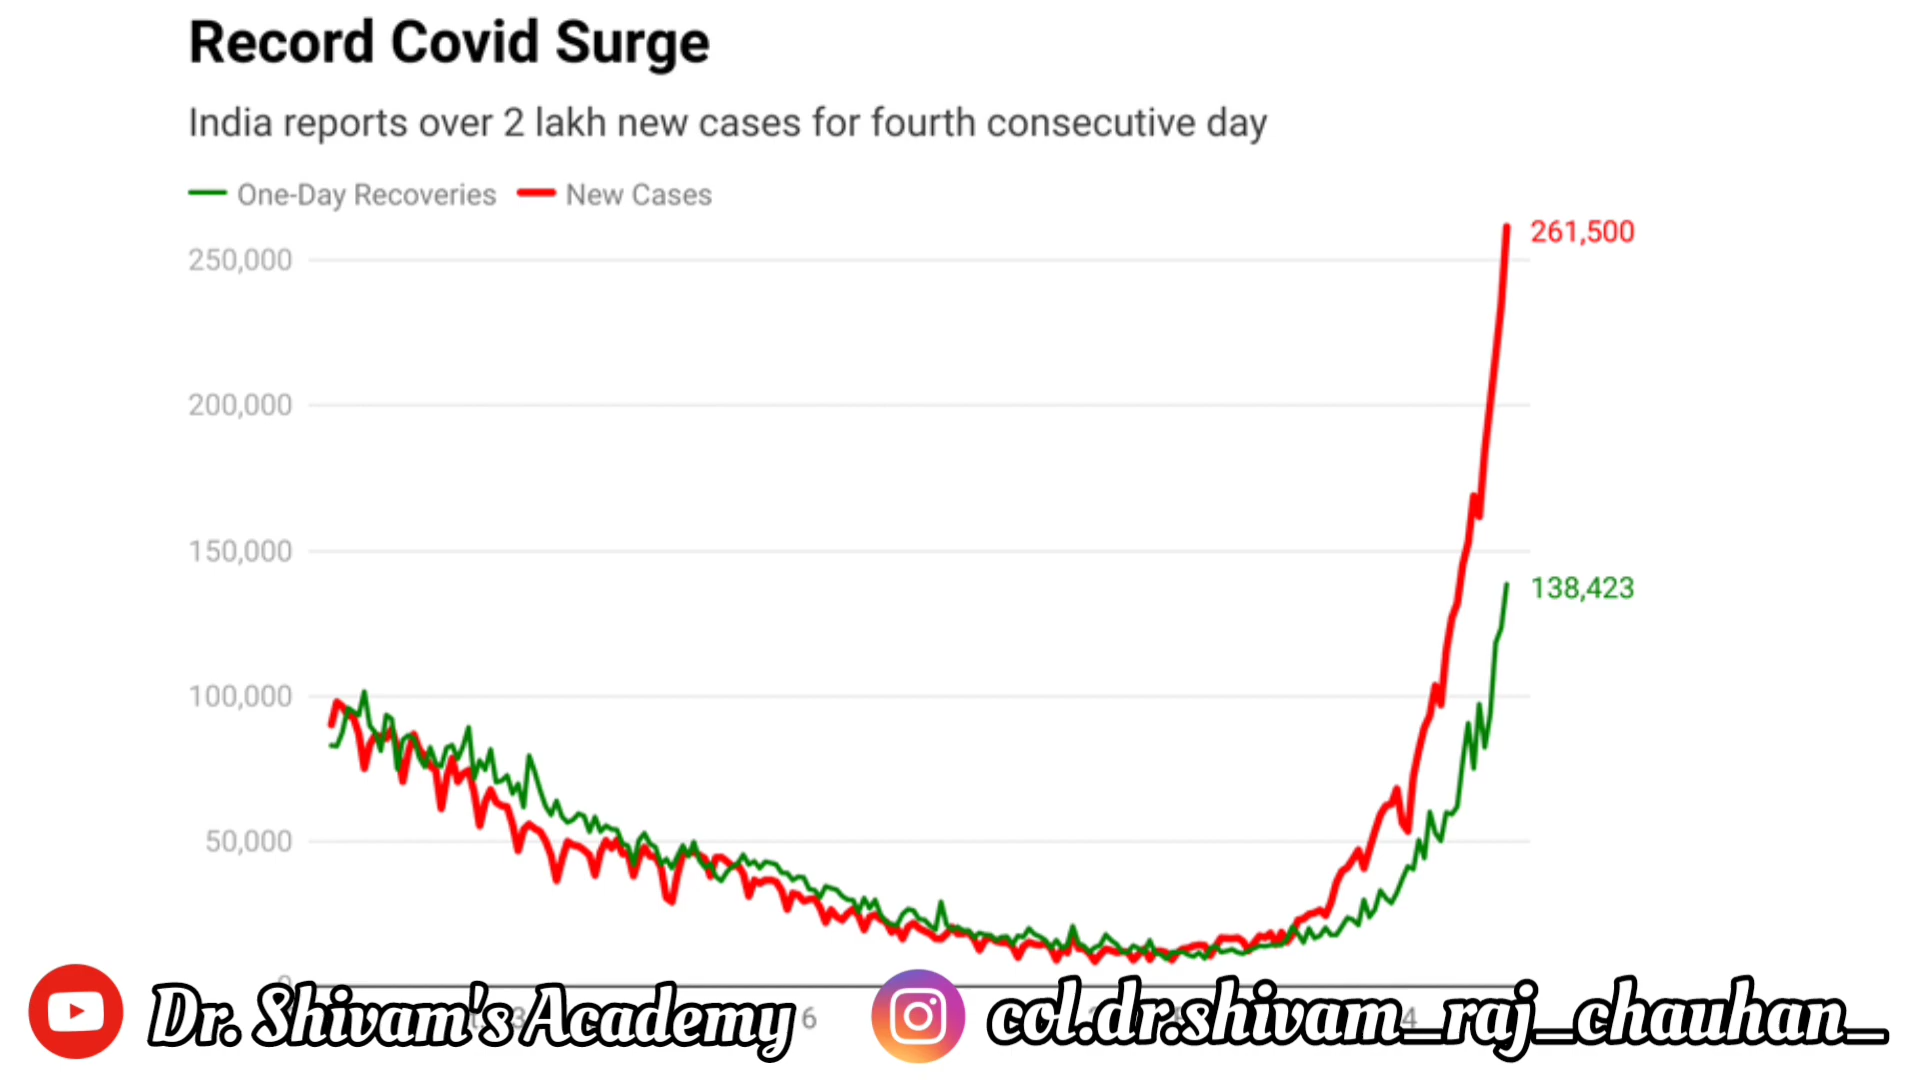 Record Covid Surge
India reports over 2 lakh new cases for fourth consecutive day
One-Day Recoveries New Cases
261,500
250,000
200,000
150,000
138,423
100,000
50,000
Dr. Shivam's Academy col.dr.shivam_raj_chauhan_